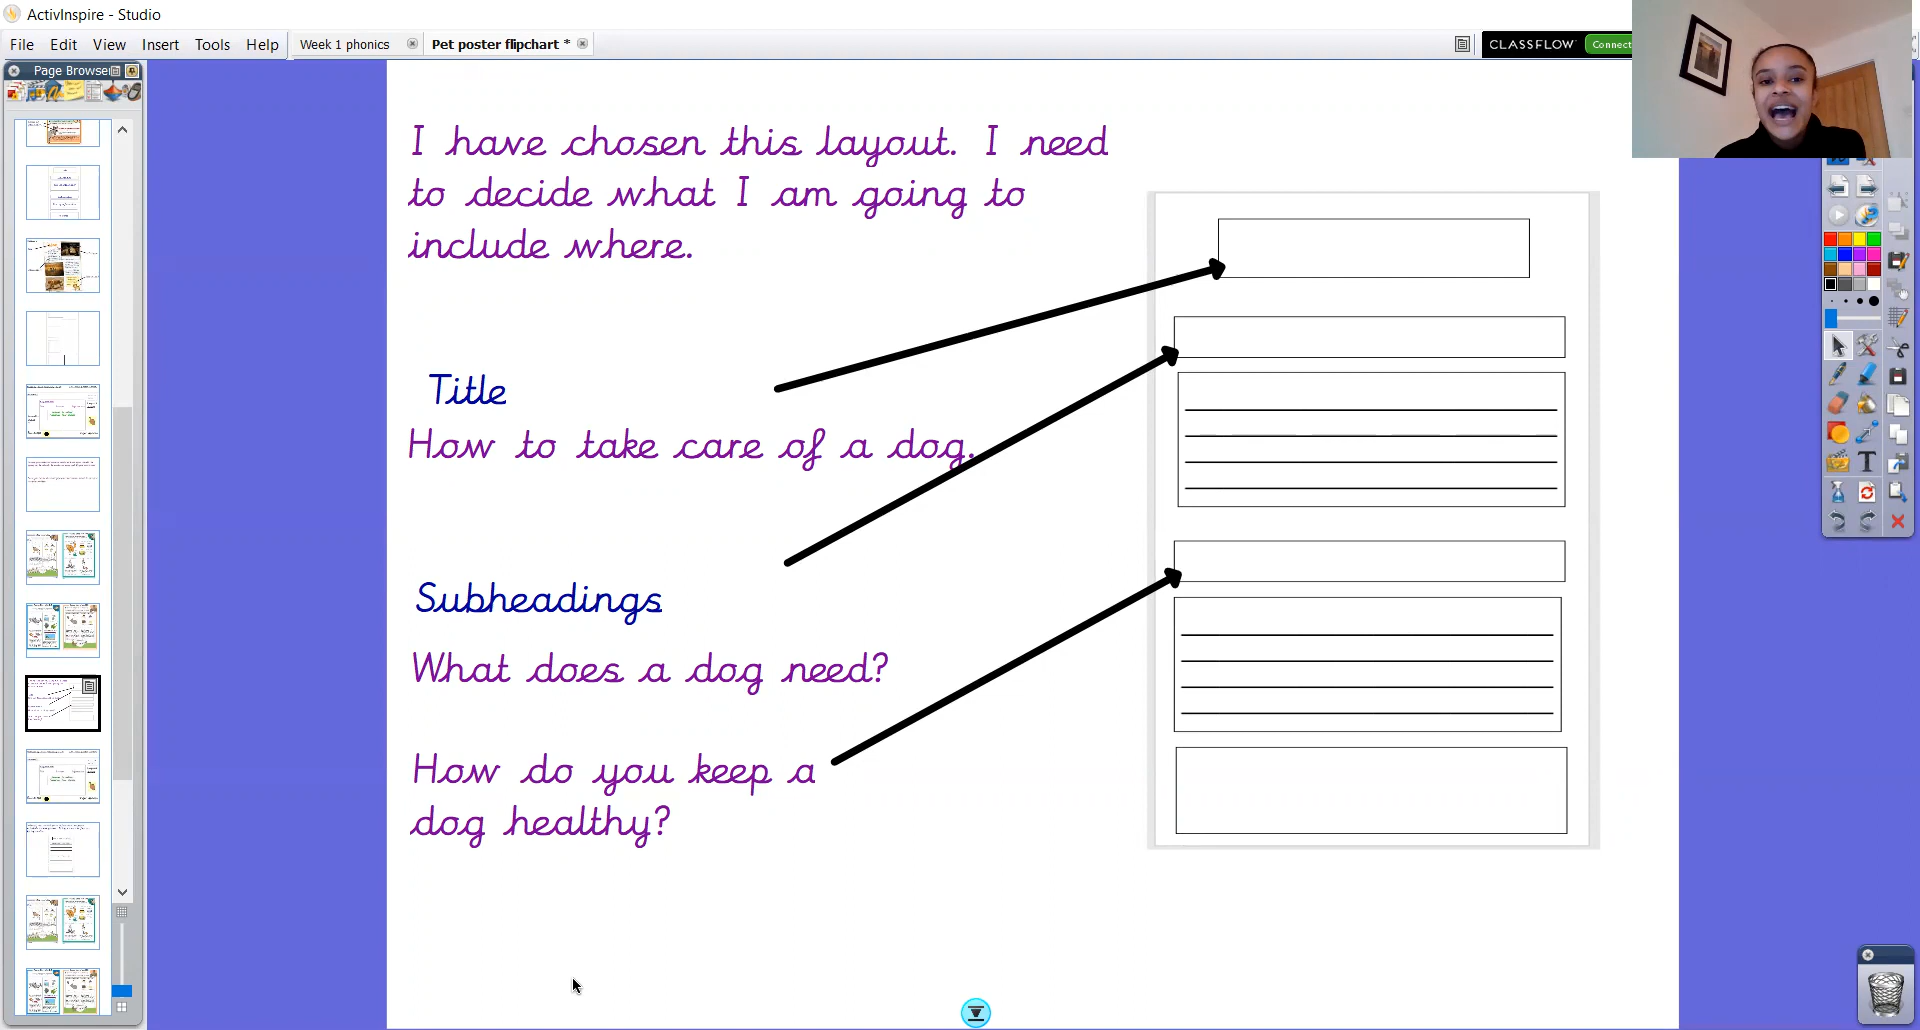 ActivInspire - Studio
File Edit View Insert Tools Help
Week 1 phonics
Pet poster flipchart *
CLASSFLOW Connect
Page Browser
I have chosen this layout. I need
to decide what I am going to
include where.
Title
How to take care of a dog.
Subheadings
What does a dog need?
How do you keep a
dog healthy?